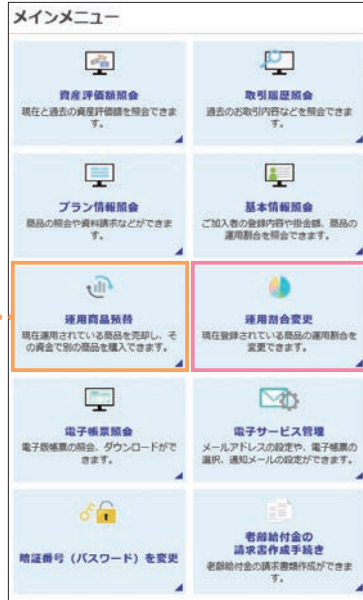 メインメニュー
資産評価額照会
現在と過去の資産評価額を照会できま
す。
取引履歴照会
過去のお取引内容などを照会できま
す。
プラン情報照会
商品の照会や資料請求などができま
す。
基本情報照会
ご加入者の登録内容や掛金額、商品の
運用割合を照会できます。
運用商品預替
現在運用されている商品を売却し、そ
の資金で別の商品を購入できます。
運用割合変更
現在登録されている商品の運用割合を
変更できます。
電子帳票照会
電子版帳票の照会、ダウンロードがで
きます。
電子サービス管理
メールアドレスの設定や、電子帳票の
選択、通知メールの設定ができます。
暗証番号（パスワード）を変更
老齢給付金の
請求書作成手続き
老齢給付金の請求書類作成ができま
す。